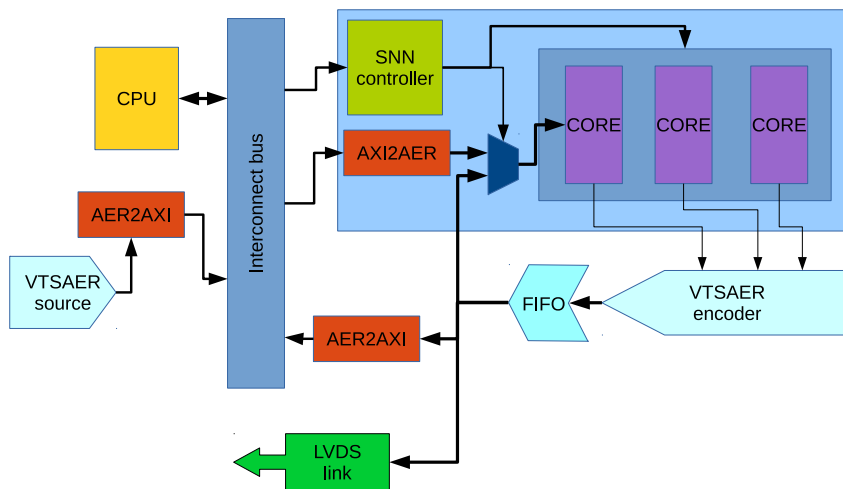 SNN
controller
CPU
CORE
CORE
CORE
AXI2AER
Interconnect bus
AER2AXI
VTSAER
source
FIFO
VTSAER
encoder
AER2AXI
LVDS
link